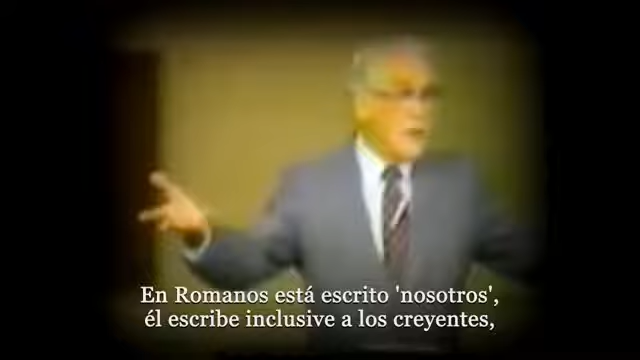 En Romanos está escrito 'nosotros',
él escribe inclusive a los creyentes,